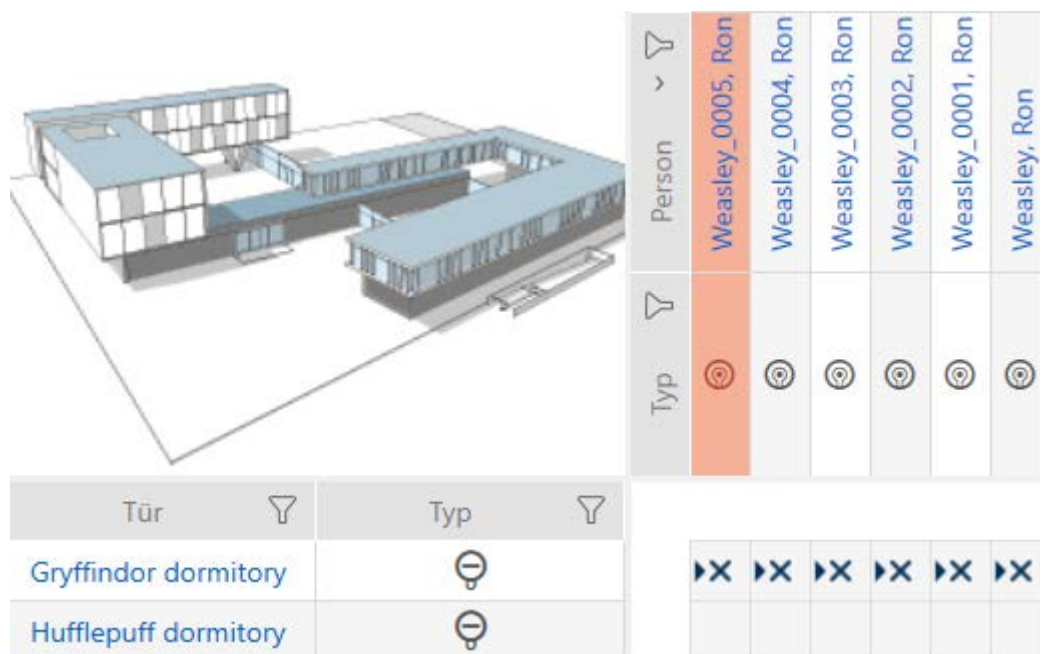 Person
Weasley_0005, Ron
Weasley_0004, Ron
Weasley_0003, Ron
Weasley_0002, Ron
Weasley_0001, Ron
Weasley, Ron
Typ
Tür
Typ
Gryffindor dormitory
Hufflepuff dormitory